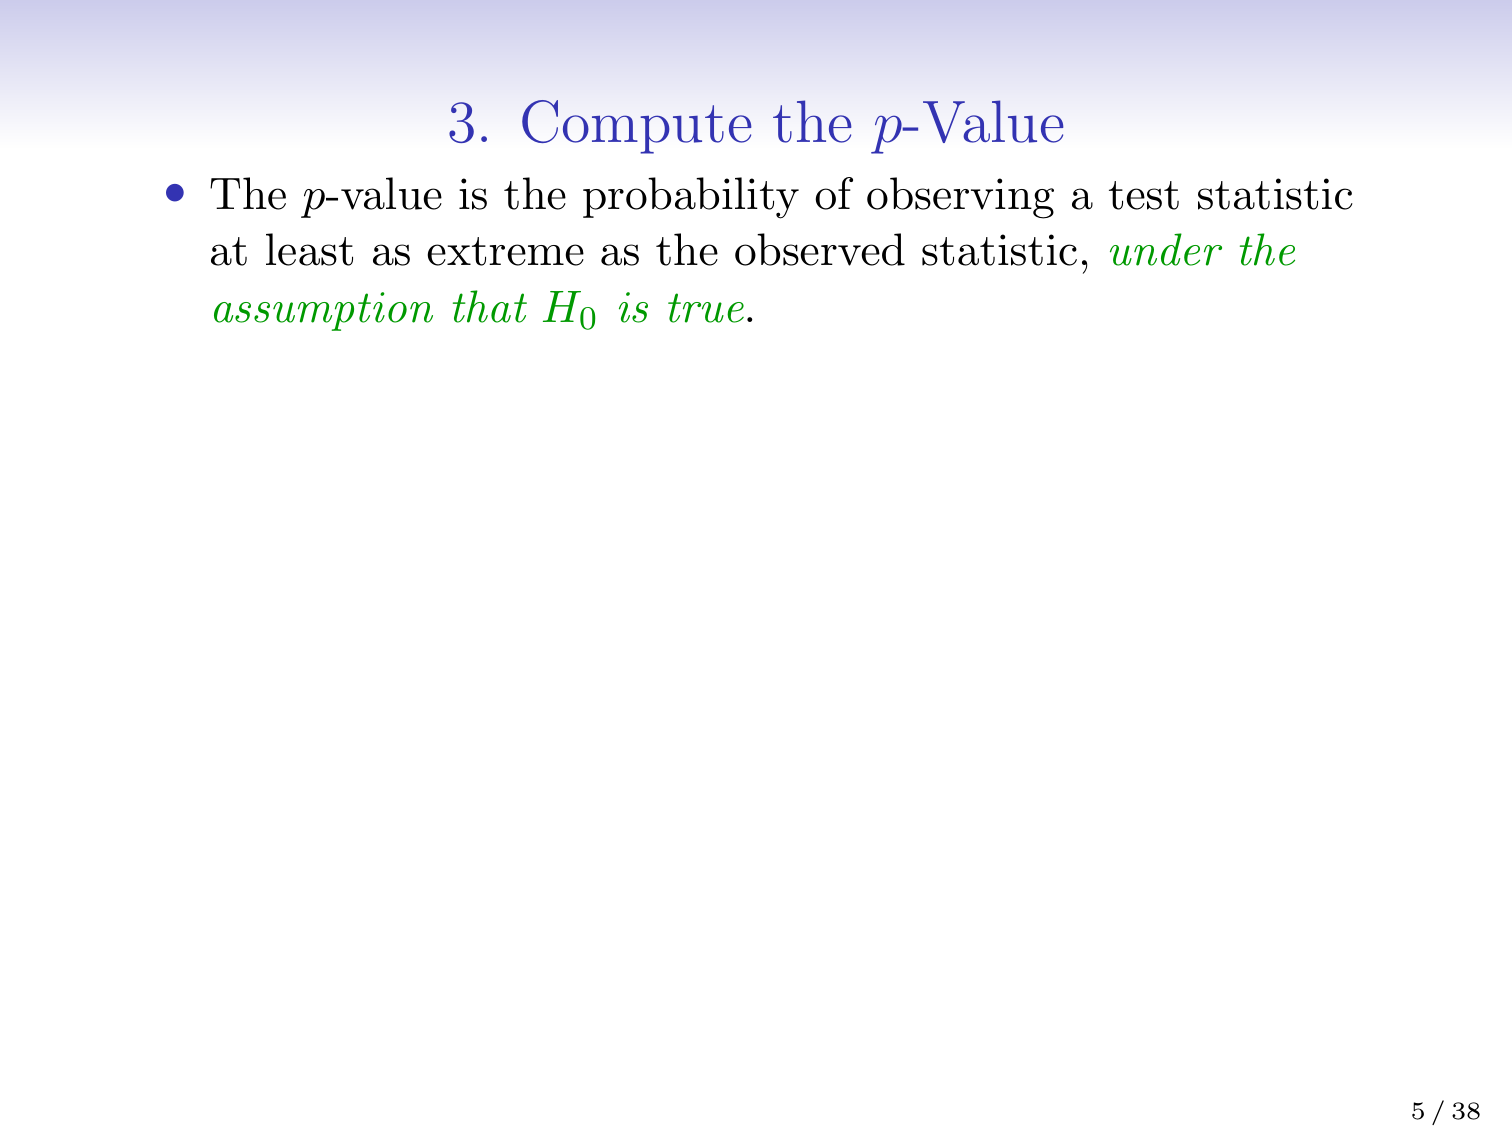 3. Compute the p-Value
• The p-value is the probability of observing a test statistic
at least as extreme as the observed statistic, under the
assumption that H₀ is true.
5 / 38